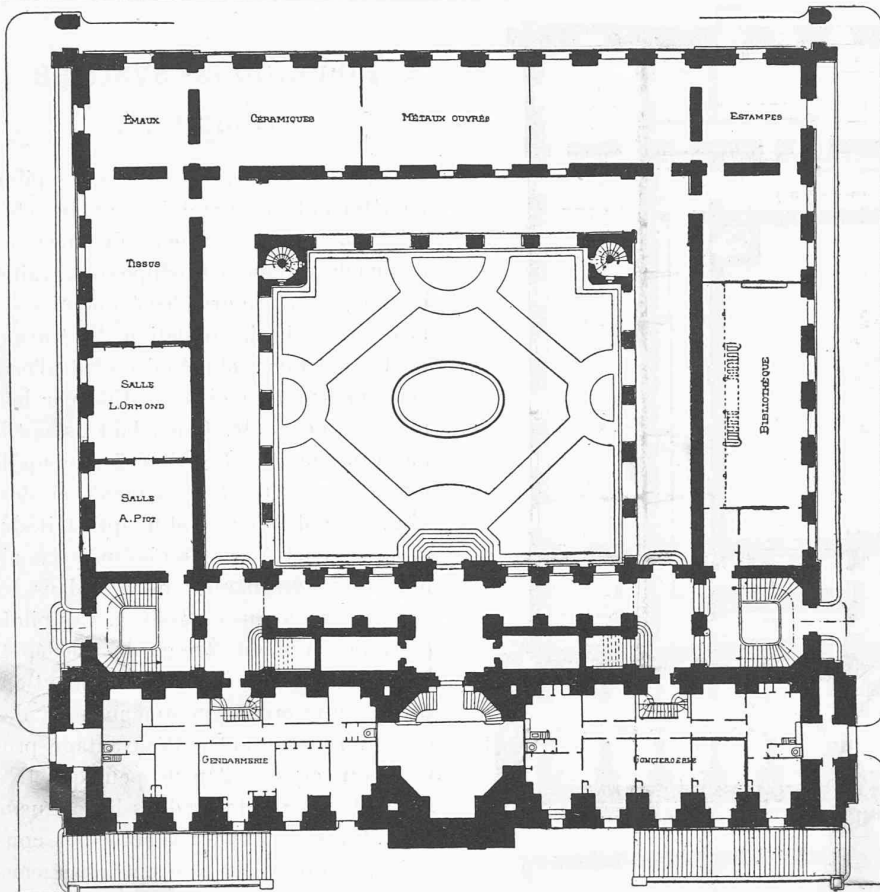 ÉMAUX
CÉRAMIQUES
MÉTAUX OUVRÉS
ESTAMPES
TISSUS
SALLE
L. ORMOND
SALLE
A. PIOT
BIBLIOTHÈQUE
GENDARMERIE
CONCIERGERIE